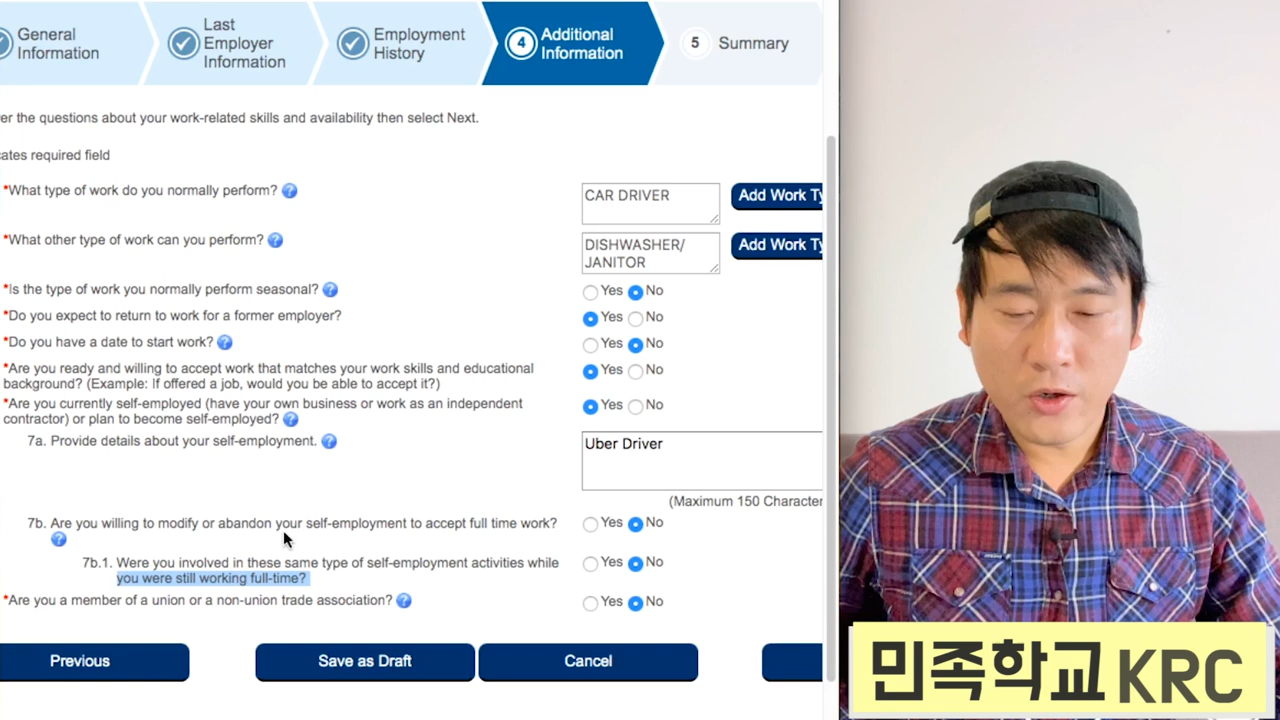 General
Information
Last
Employer
Information
Employment
History
4
Additional
Information
5
Summary
er the questions about your work-related skills and availability then select Next.
ates required field
*What type of work do you normally perform? ?
CAR DRIVER
Add Work Ty
*What other type of work can you perform? ?
DISHWASHER/
JANITOR
Add Work Ty
*Is the type of work you normally perform seasonal? ?
Yes No
*Do you expect to return to work for a former employer?
Yes No
*Do you have a date to start work? ?
Yes No
*Are you ready and willing to accept work that matches your work skills and educational
background? (Example: If offered a job, would you be able to accept it?)
Yes No
*Are you currently self-employed (have your own business or work as an independent
contractor) or plan to become self-employed? ?
Yes No
7a. Provide details about your self-employment. ?
Uber Driver
(Maximum 150 Character
7b. Are you willing to modify or abandon your self-employment to accept full time work?
?
Yes No
7b.1. Were you involved in these same type of self-employment activities while
you were still working full-time?
Yes No
*Are you a member of a union or a non-union trade association? ?
Yes No
Previous
Save as Draft
Cancel
민족학교 KRC